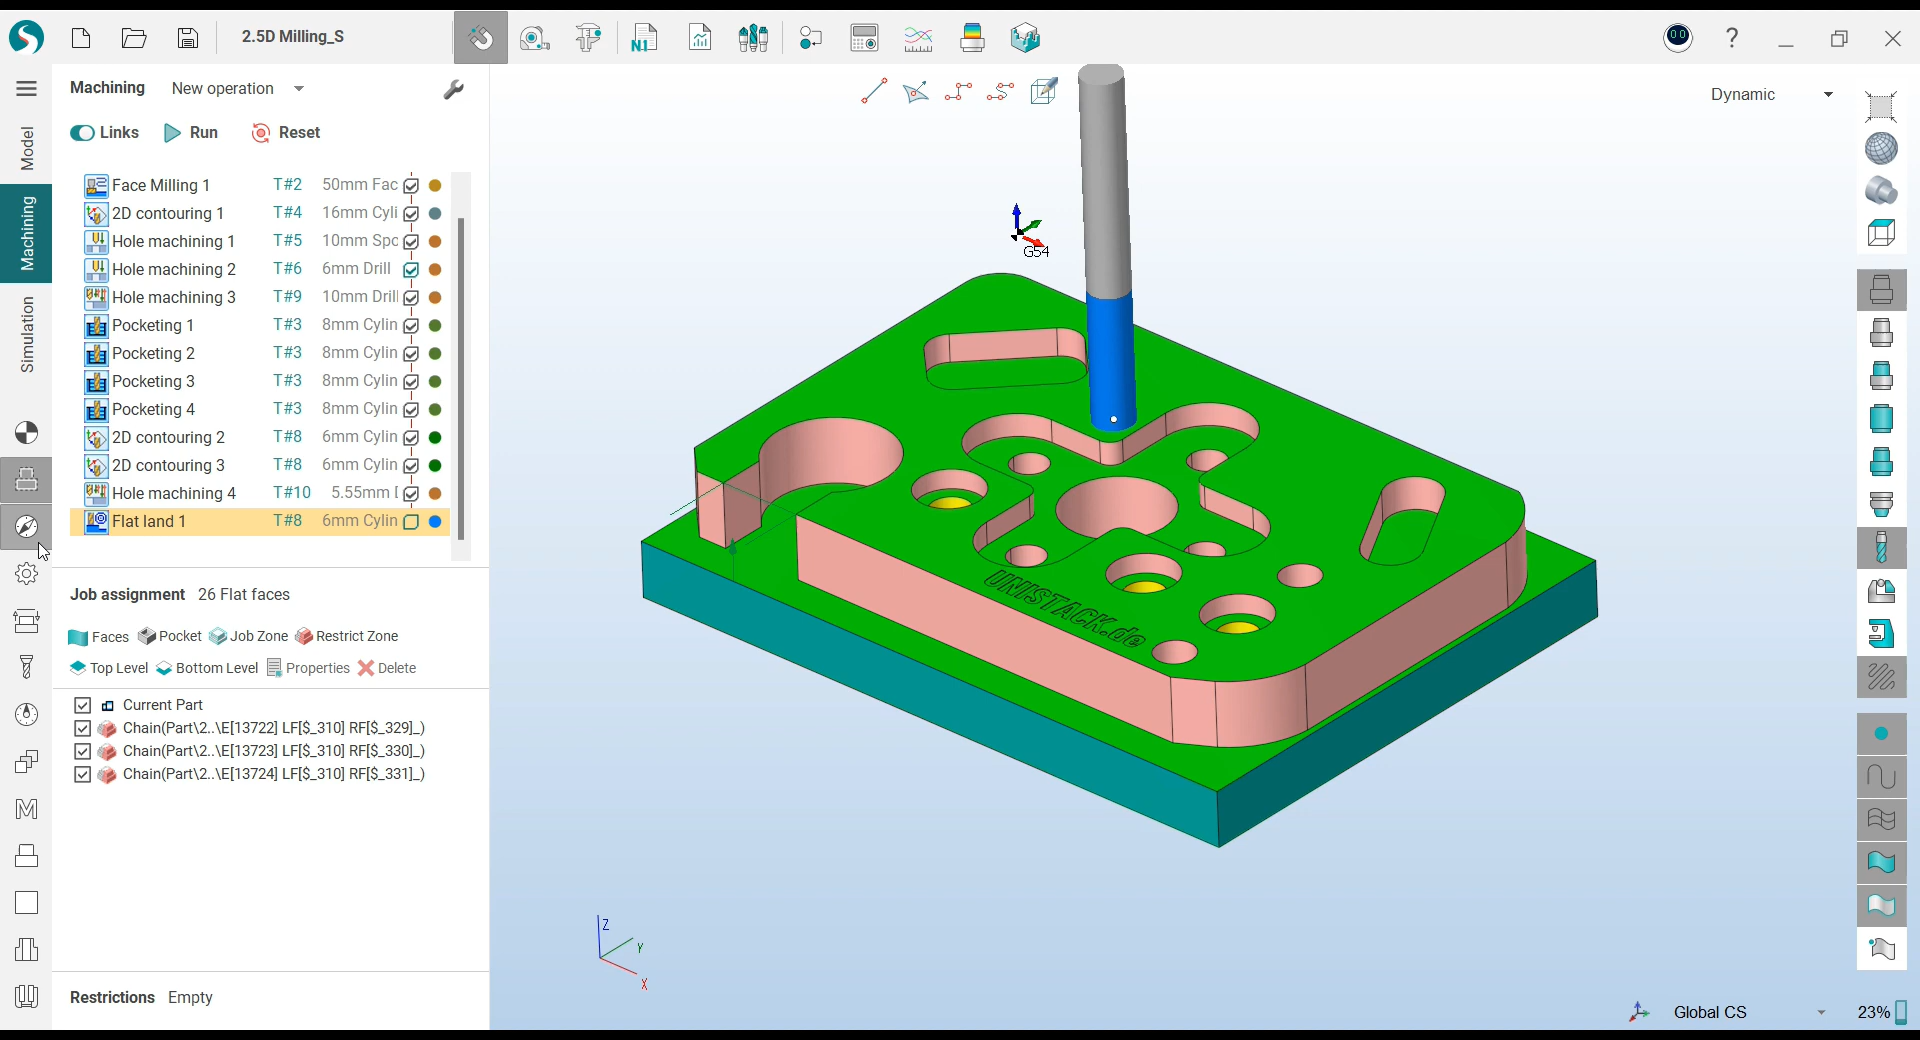 2.5D Milling_S
N1
?
Machining New operation
Links Run Reset
Dynamic
Model
Machining
Simulation
Face Milling 1 T#2 50mm Fac
2D contouring 1 T#4 16mm Cyli
Hole machining 1 T#5 10mm Spc
Hole machining 2 T#6 6mm Drill
Hole machining 3 T#9 10mm Dril
Pocketing 1 T#3 8mm Cylin
Pocketing 2 T#3 8mm Cylin
Pocketing 3 T#3 8mm Cylin
Pocketing 4 T#3 8mm Cylin
2D contouring 2 T#8 6mm Cylin
2D contouring 3 T#8 6mm Cylin
Hole machining 4 T#10 5.55mm [
Flat land 1 T#8 6mm Cylin
G54
UNISTACK.de
Job assignment 26 Flat faces
Faces Pocket Job Zone Restrict Zone
Top Level Bottom Level Properties Delete
Current Part
Chain(Part\2..\E[13722] LF[$_310] RF[$_329]_)
Chain(Part\2..\E[13723] LF[$_310] RF[$_330]_)
Chain(Part\2..\E[13724] LF[$_310] RF[$_331]_)
M
Z
Y
X
Restrictions Empty
Global CS 23%